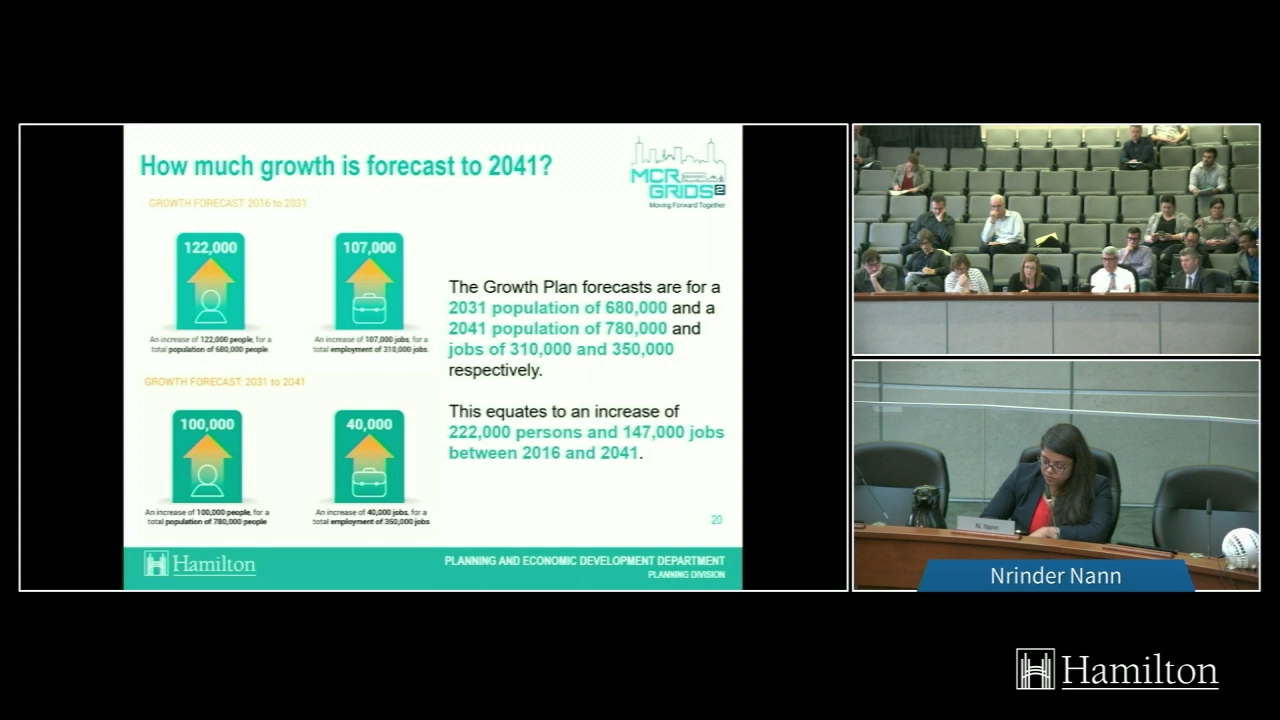 How much growth is forecast to 2041?
MCR
GRIDS2
Moving Forward Together
GROWTH FORECAST: 2016 to 2031
122,000
107,000
An increase of 122,000 people, for a
total population of 680,000 people.
An increase of 107,000 jobs, for a
total employment of 310,000 jobs.
The Growth Plan forecasts are for a
2031 population of 680,000 and a
2041 population of 780,000 and
jobs of 310,000 and 350,000
respectively.
GROWTH FORECAST: 2031 to 2041
100,000
40,000
An increase of 100,000 people, for a
total population of 780,000 people
An increase of 40,000 jobs, for a
total employment of 350,000 jobs
This equates to an increase of
222,000 persons and 147,000 jobs
between 2016 and 2041.
20
Hamilton
PLANNING AND ECONOMIC DEVELOPMENT DEPARTMENT
PLANNING DIVISION
N. Nann
Nrinder Nann
Hamilton